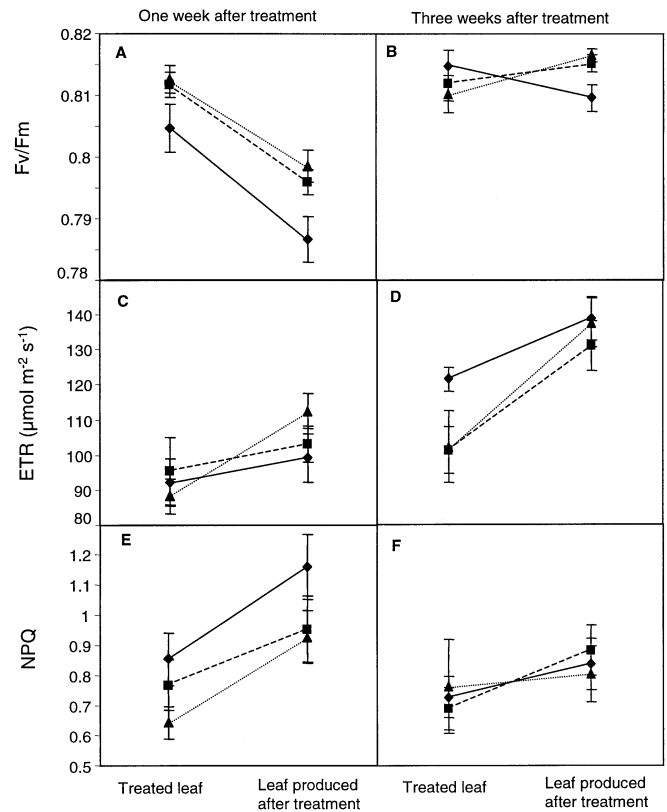 One week after treatment
Three weeks after treatment
Fv/Fm
0.82
0.81
0.8
0.79
0.78
A
B
ETR (µmol m⁻² s⁻¹)
140
130
120
110
100
90
80
C
D
NPQ
1.2
1.1
1
0.9
0.8
0.7
0.6
0.5
E
F
Treated leaf
Leaf produced
after treatment
Treated leaf
Leaf produced
after treatment